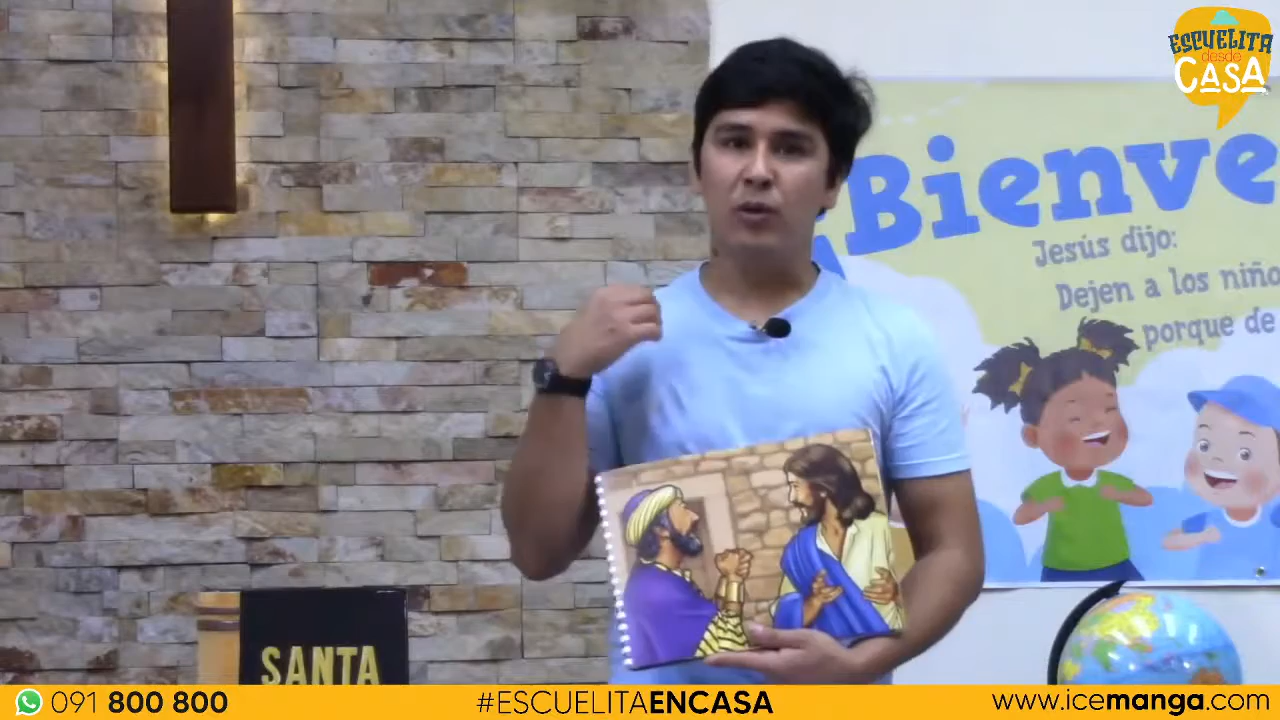 ESCUELITA
desde
CASA
¡Bienve
Jesús dijo:
Dejen a los niño
porque de
SANTA
091 800 800
#ESCUELITAENCASA
www.icemanga.com